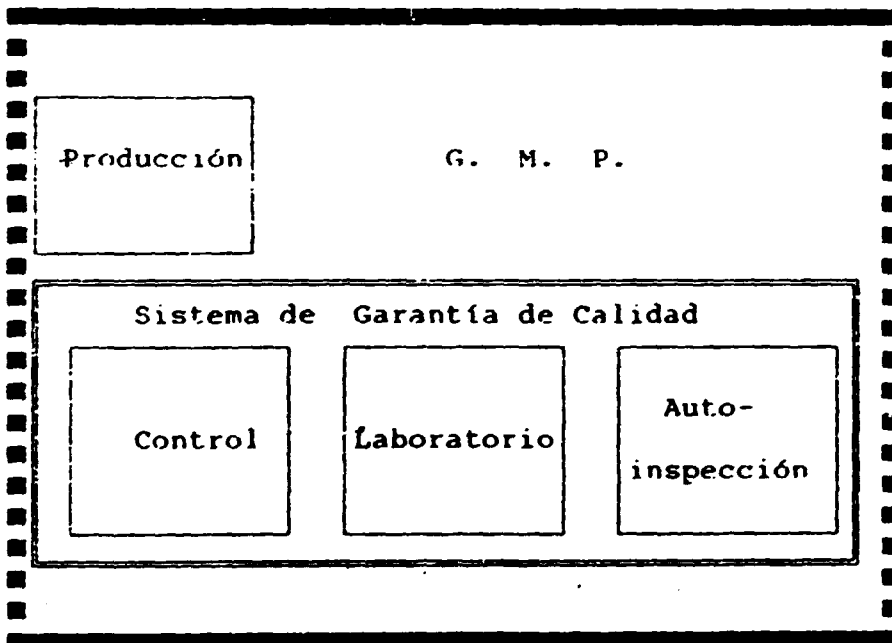 Producción
G. M. P.
Sistema de Garantía de Calidad
Control
Laboratorio
Auto-
inspección